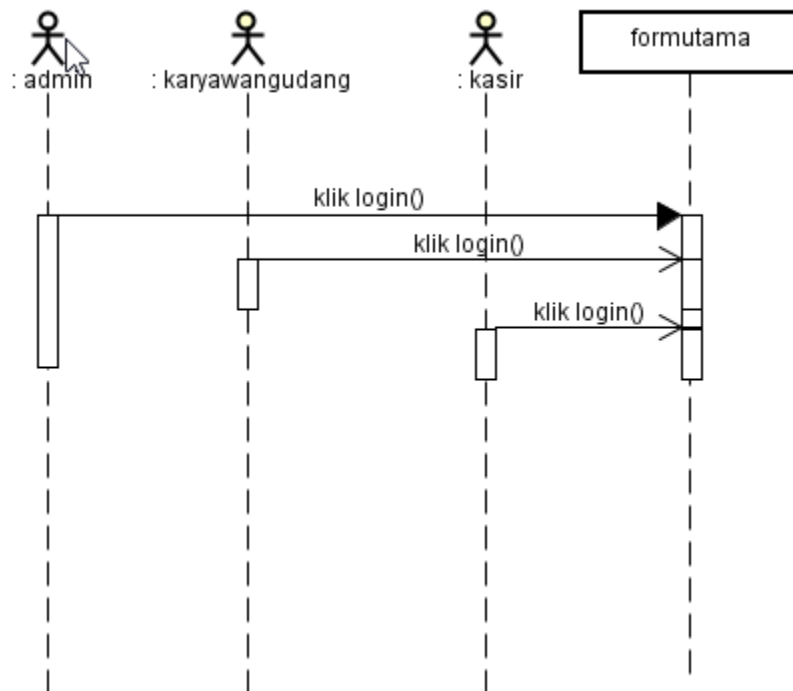 : admin
: karyawangudang
: kasir
formutama
klik login()
klik login()
klik login()